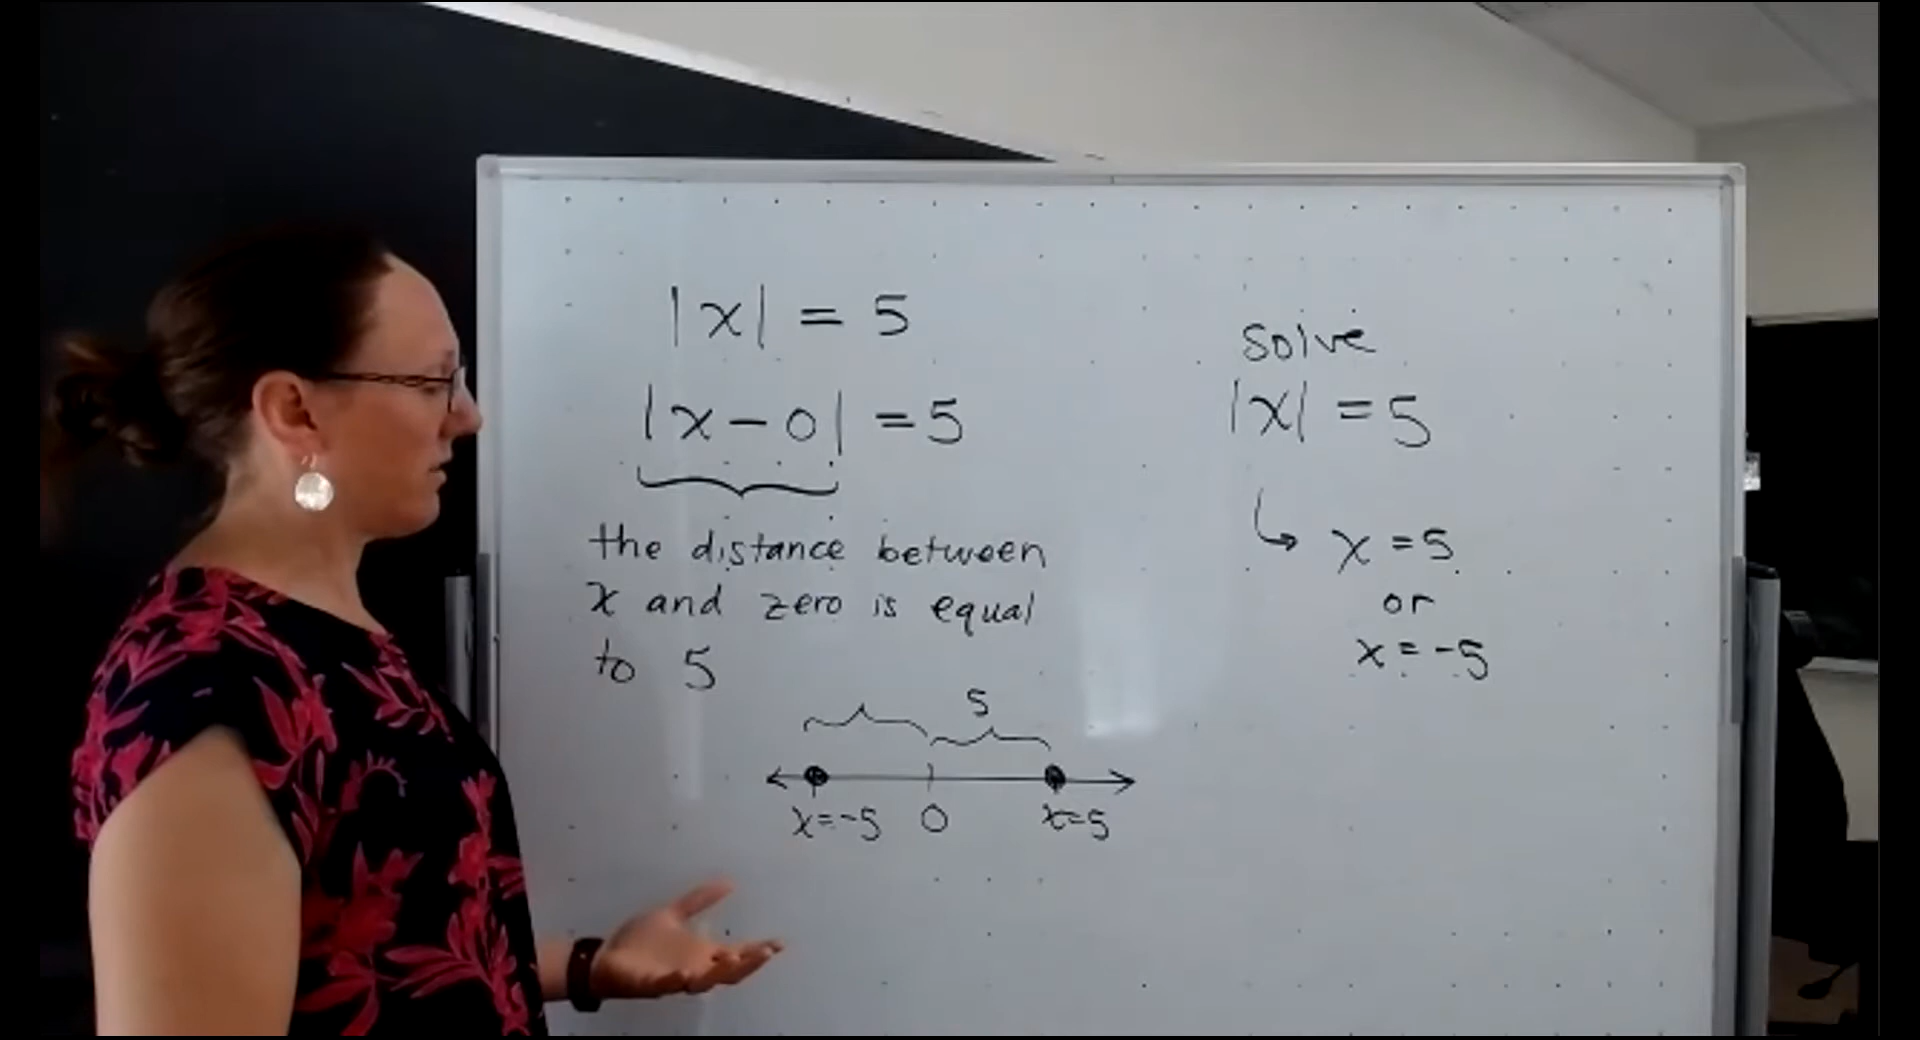 |x| = 5
|x - 0| = 5
the distance between
x and zero is equal
to 5
5
x=-5 0 x=5
solve
|x| = 5
↳ x = 5
or
x = -5